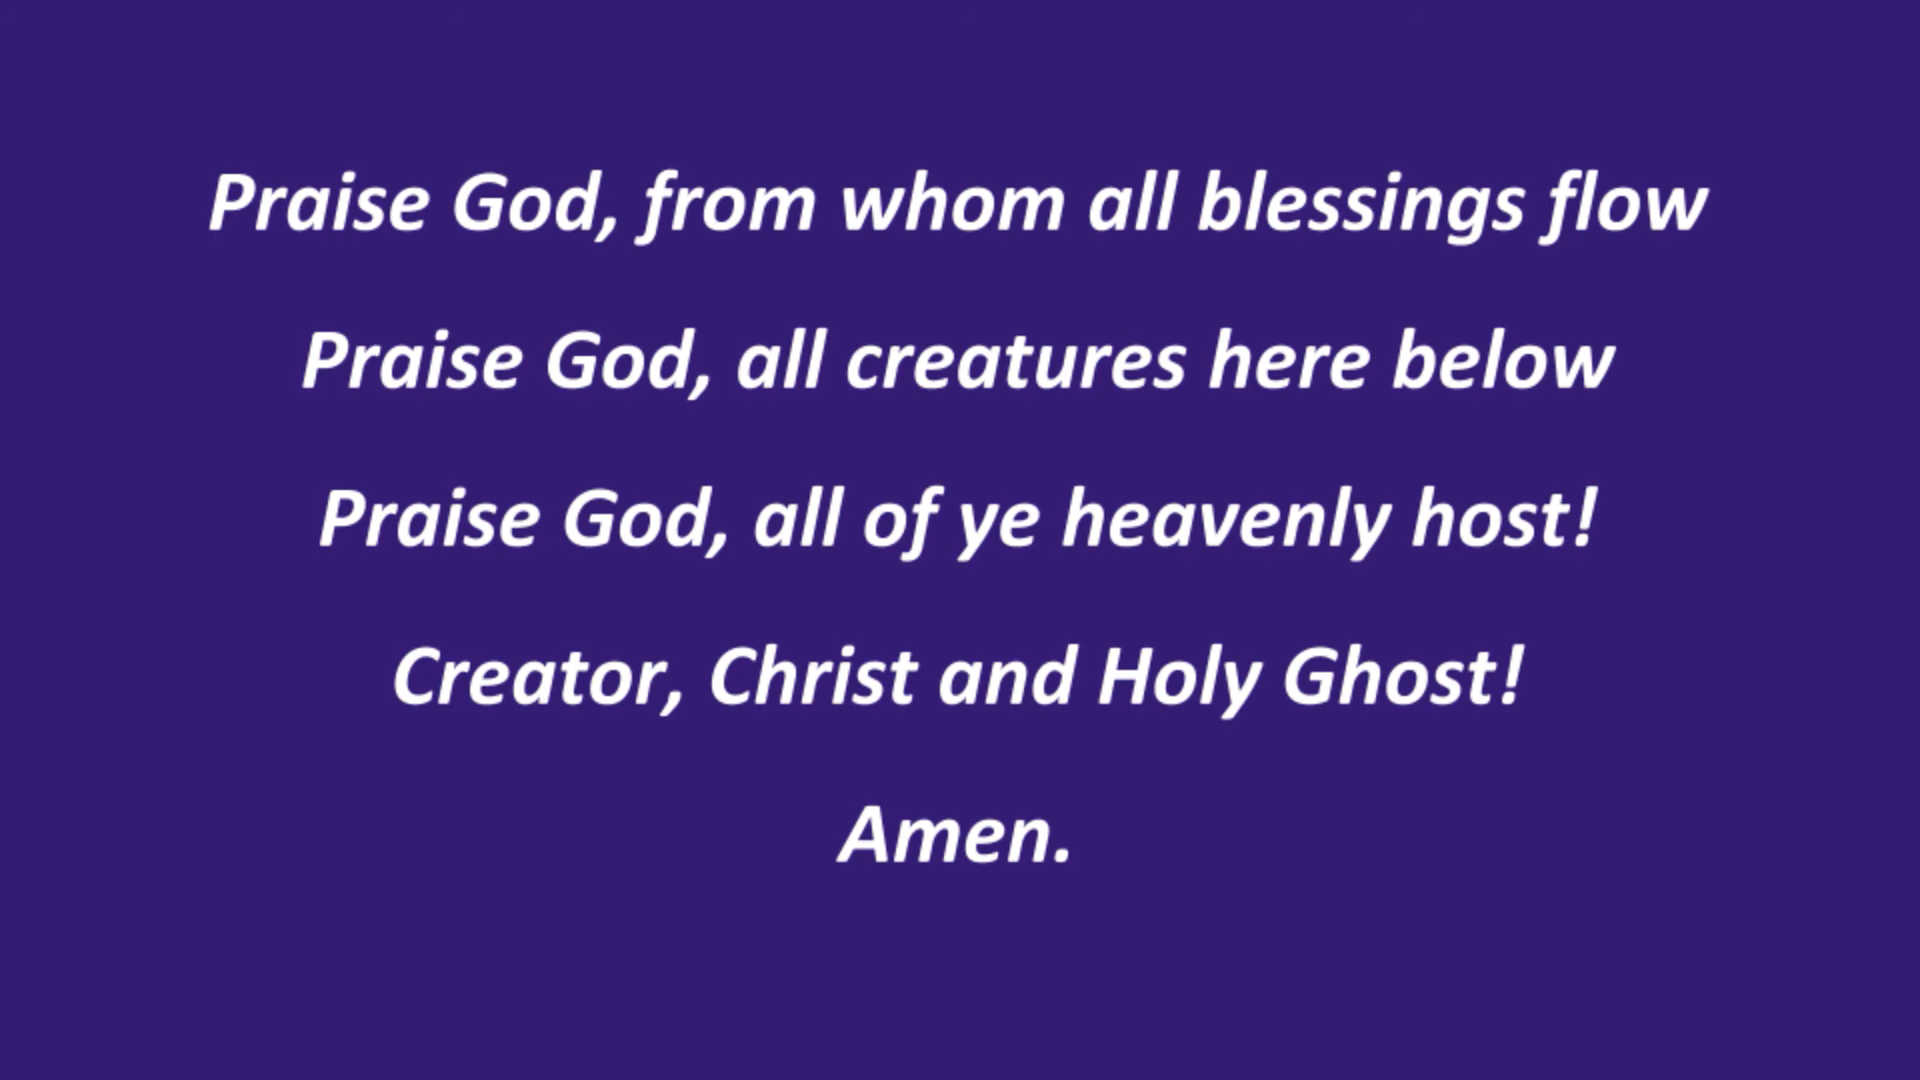 Praise God, from whom all blessings flow
Praise God, all creatures here below
Praise God, all of ye heavenly host!
Creator, Christ and Holy Ghost!
Amen.